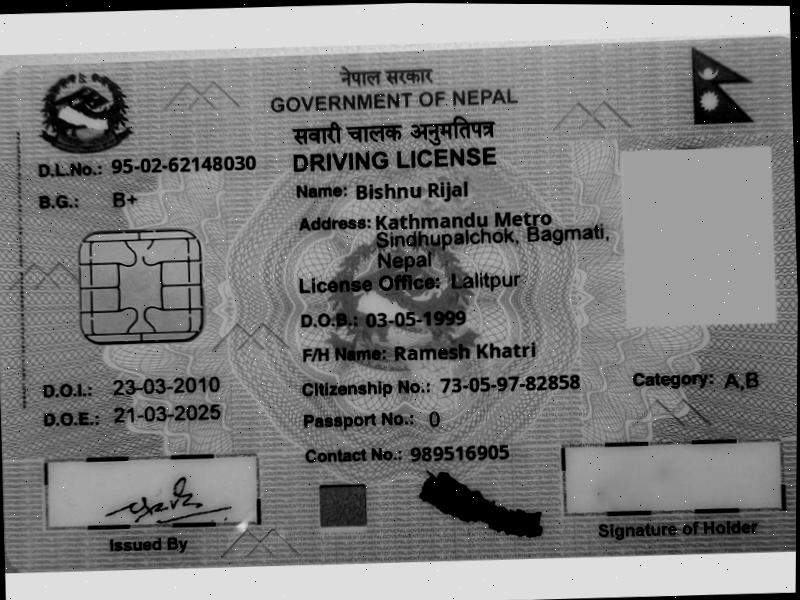 नेपाल सरकार
GOVERNMENT OF NEPAL
सवारी चालक अनुमतिपत्र
DRIVING LICENSE
D.L.No.: 95-02-62148030
B.G.: B+
Name: Bishnu Rijal
Address: Kathmandu Metro
Sindhupalchok, Bagmati,
Nepal
License Office: Lalitpur
D.O.B.: 03-05-1999
F/H Name: Ramesh Khatri
D.O.I.: 23-03-2010
Citizenship No.: 73-05-97-82858
Category: A,B
D.O.E.: 21-03-2025
Passport No.: 0
Contact No.: 989516905
Issued By
Signature of Holder